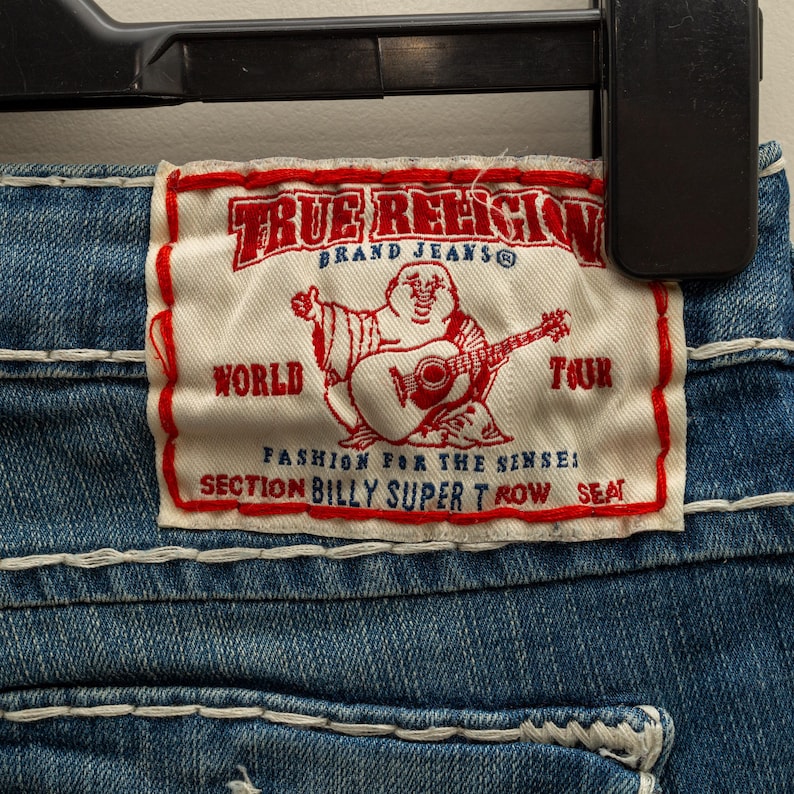 TRUE RELIGION
BRAND JEANS®
WORLD TOUR
FASHION FOR THE SENSES
SECTION BILLY SUPER T ROW SEAT